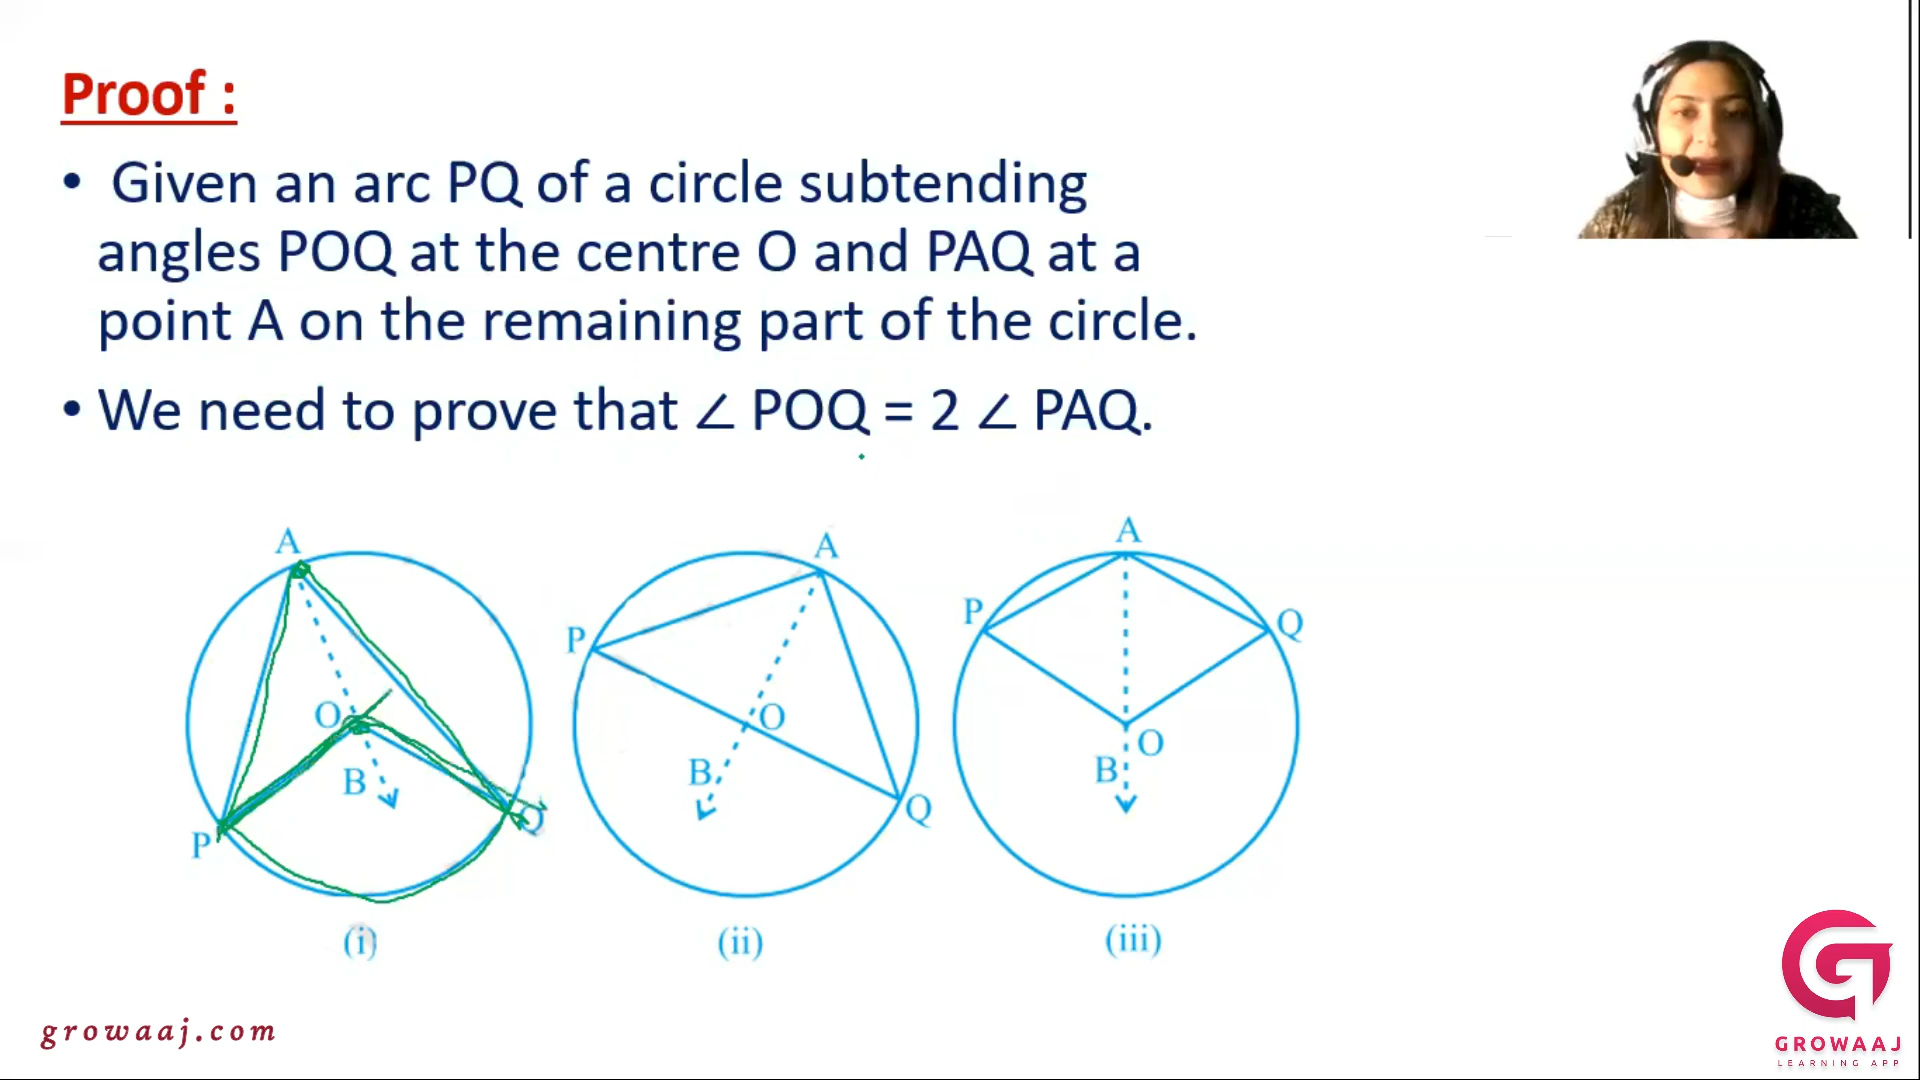 Proof :
• Given an arc PQ of a circle subtending
angles POQ at the centre O and PAQ at a
point A on the remaining part of the circle.
• We need to prove that ∠ POQ = 2 ∠ PAQ.
A
O
B
P
Q
(i)
A
P
O
B
Q
(ii)
A
P
Q
O
B
(iii)
growaaj.com
GROWAAJ
LEARNING APP